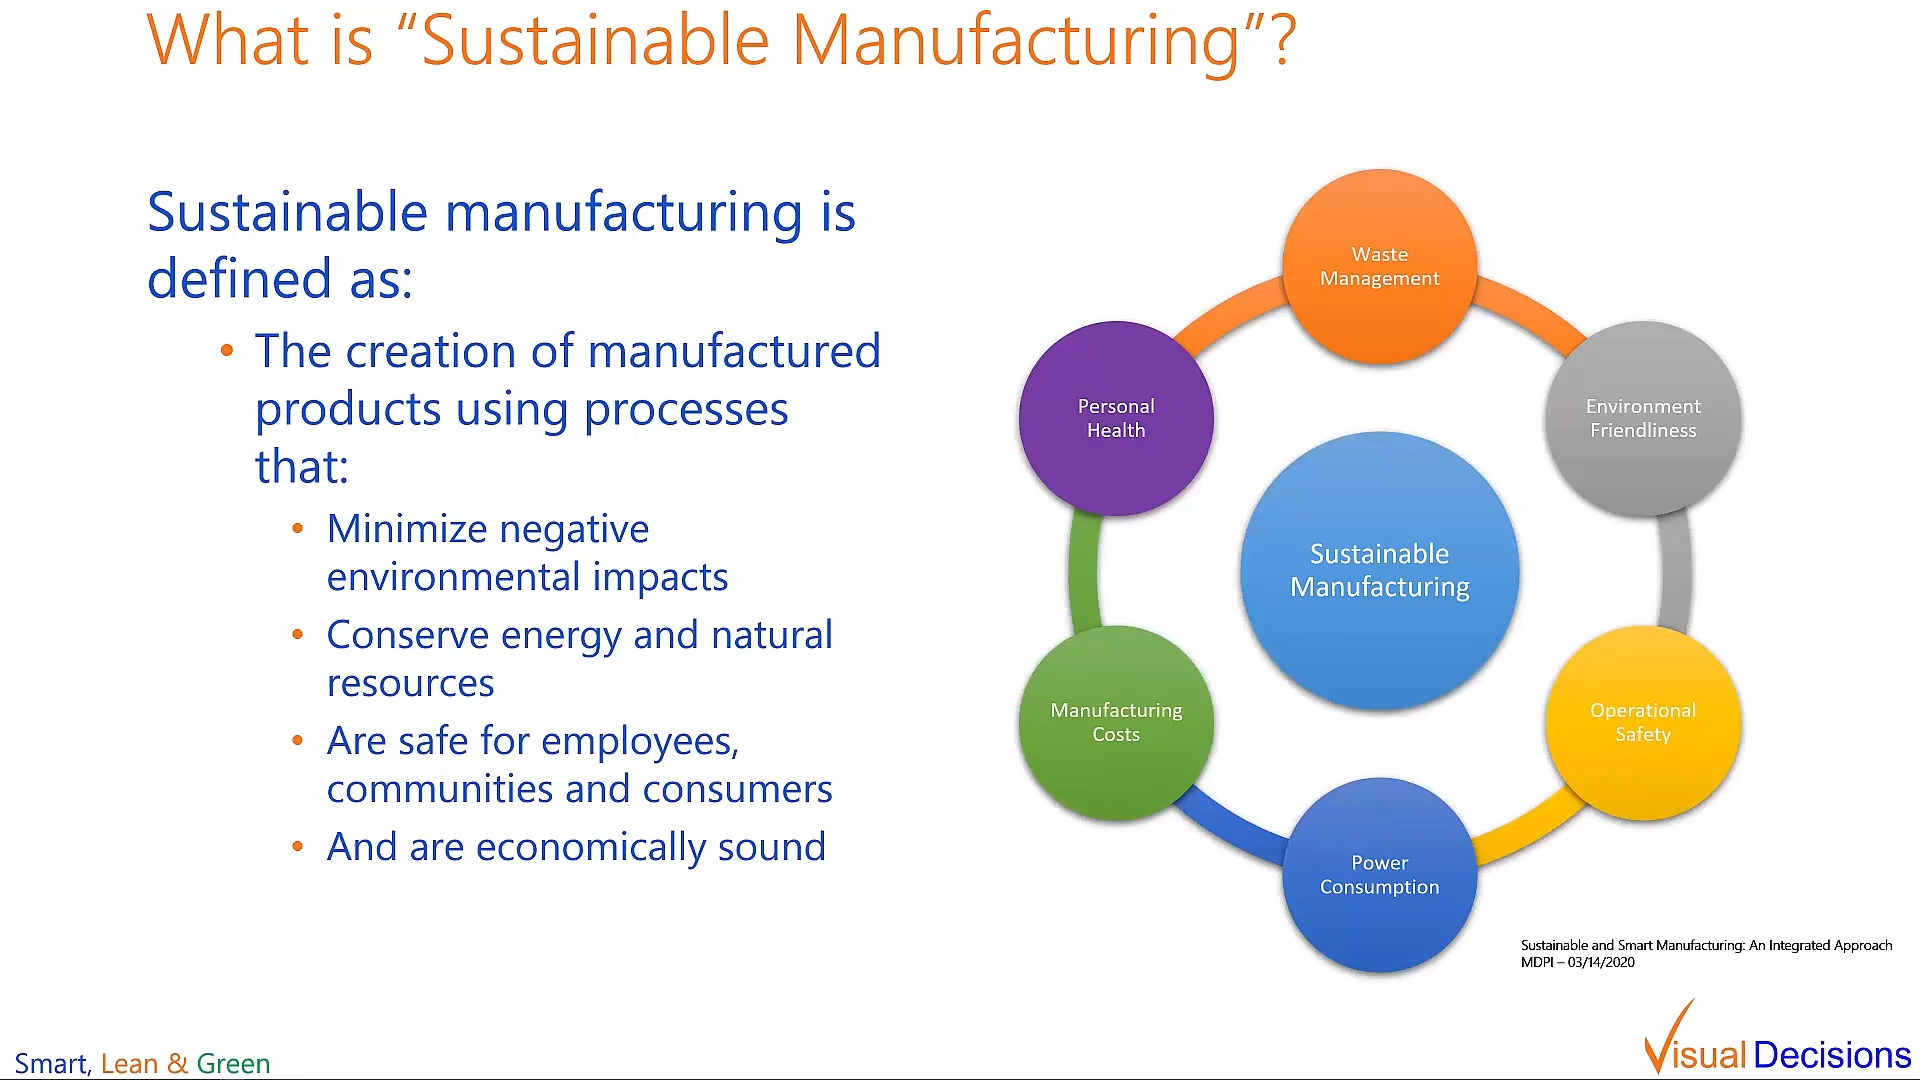 What is “Sustainable Manufacturing”?
Sustainable manufacturing is
defined as:
• The creation of manufactured
products using processes
that:
• Minimize negative
environmental impacts
• Conserve energy and natural
resources
• Are safe for employees,
communities and consumers
• And are economically sound
Waste
Management
Environment
Friendliness
Operational
Safety
Power
Consumption
Manufacturing
Costs
Personal
Health
Sustainable
Manufacturing
Sustainable and Smart Manufacturing: An Integrated Approach
MDPI – 03/14/2020
Smart, Lean & Green
Visual Decisions